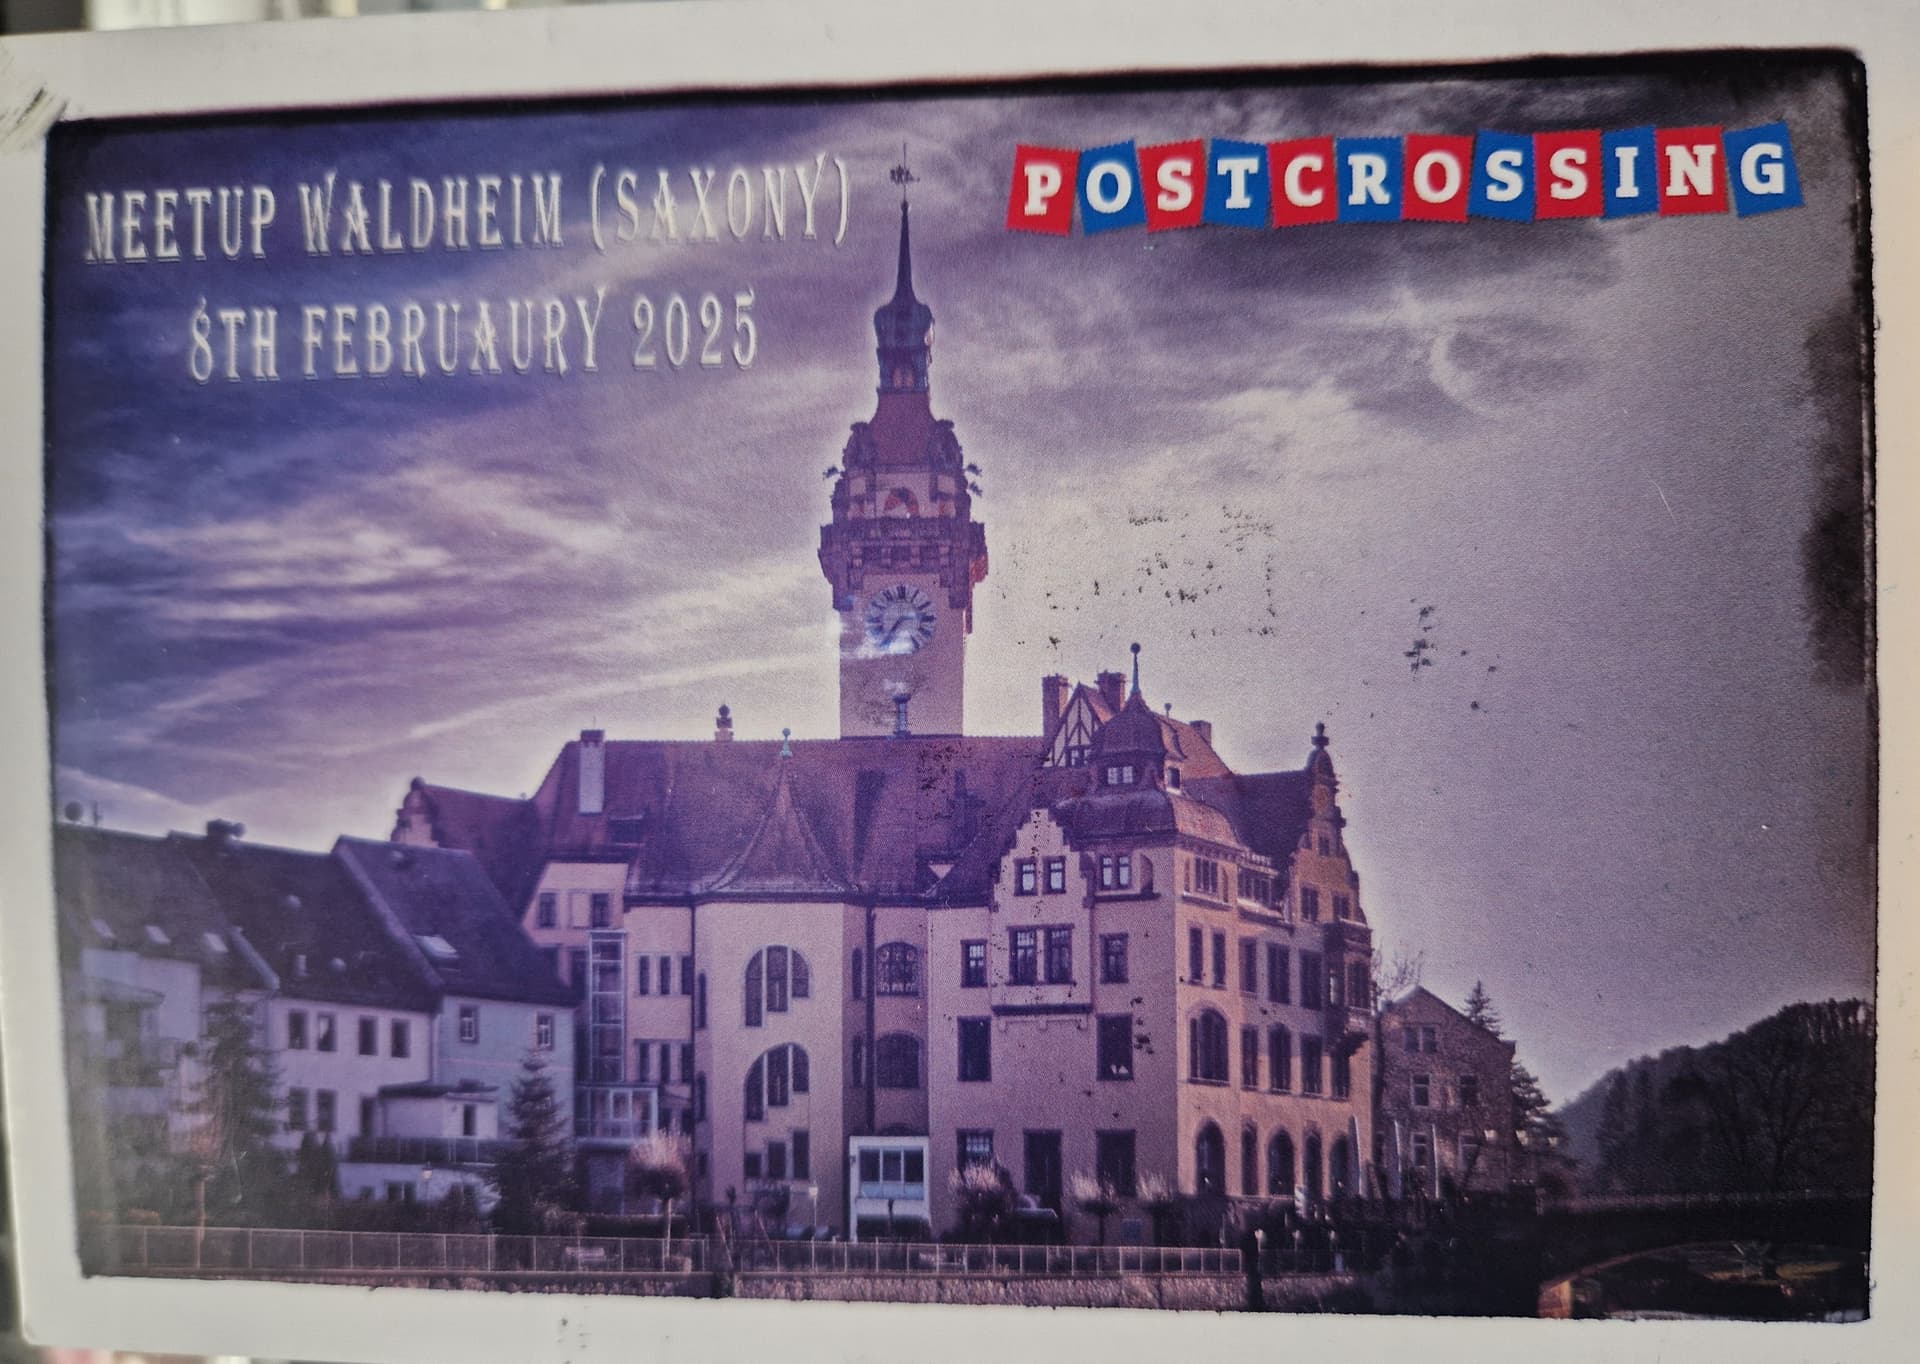 MEETUP WALDHEIM (SAXONY)
8TH FEBRUAURY 2025
POSTCROSSING